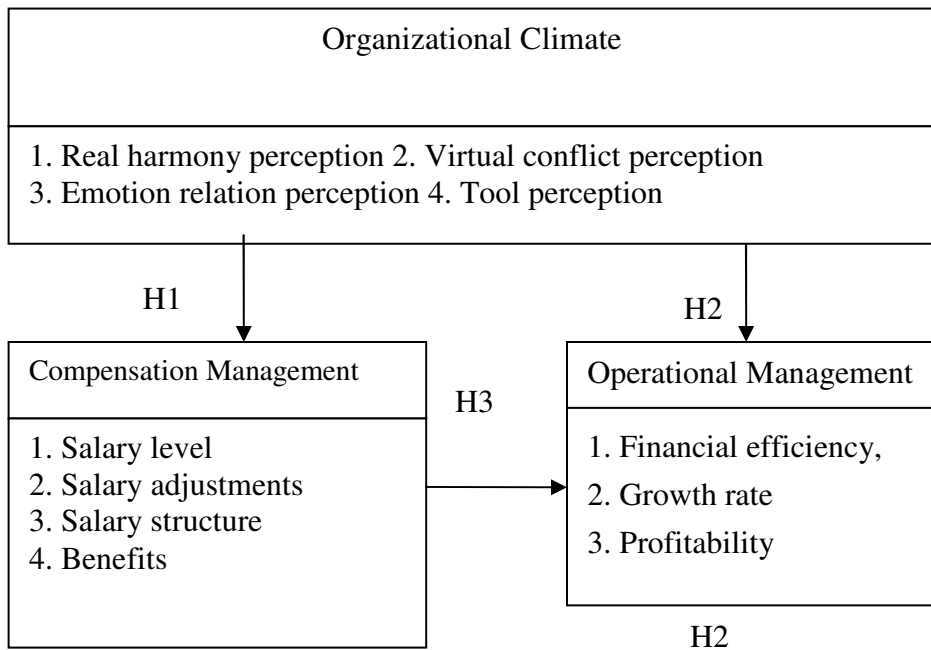 Organizational Climate
1. Real harmony perception 2. Virtual conflict perception
3. Emotion relation perception 4. Tool perception
H1
H2
Compensation Management
1. Salary level
2. Salary adjustments
3. Salary structure
4. Benefits
H3
Operational Management
1. Financial efficiency,
2. Growth rate
3. Profitability
H2